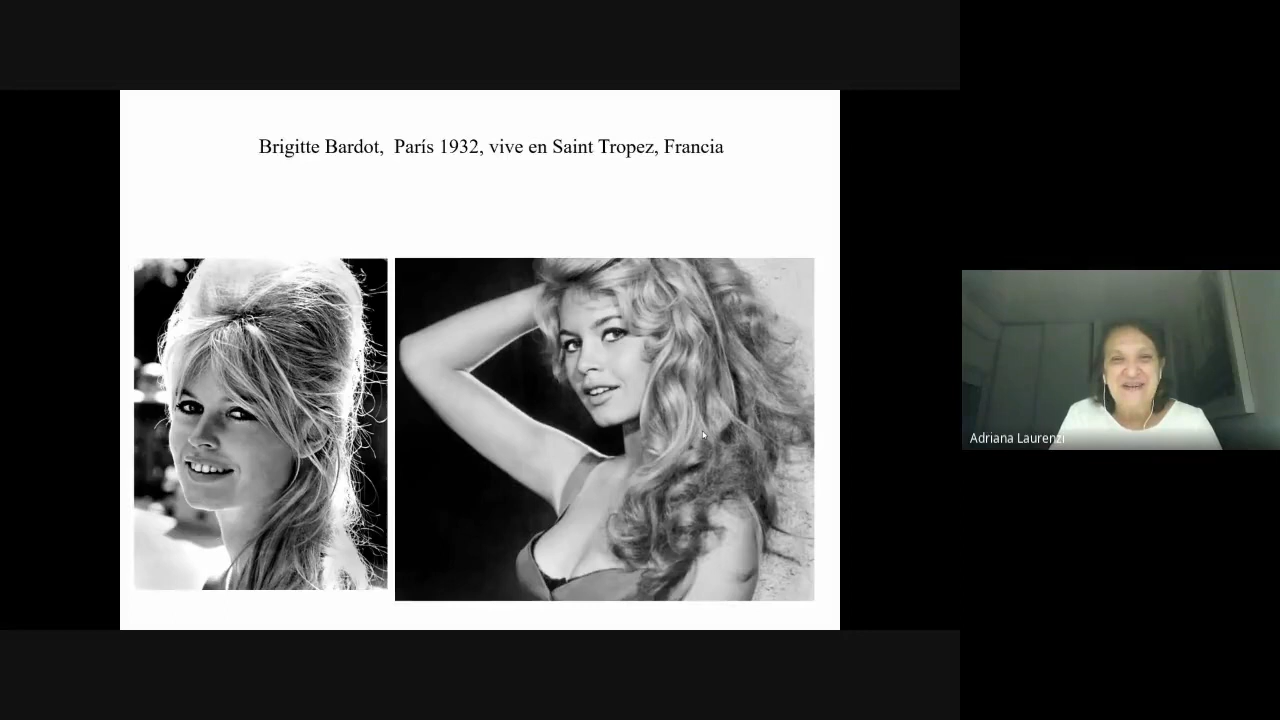 Brigitte Bardot, París 1932, vive en Saint Tropez, Francia
Adriana Laurenzi